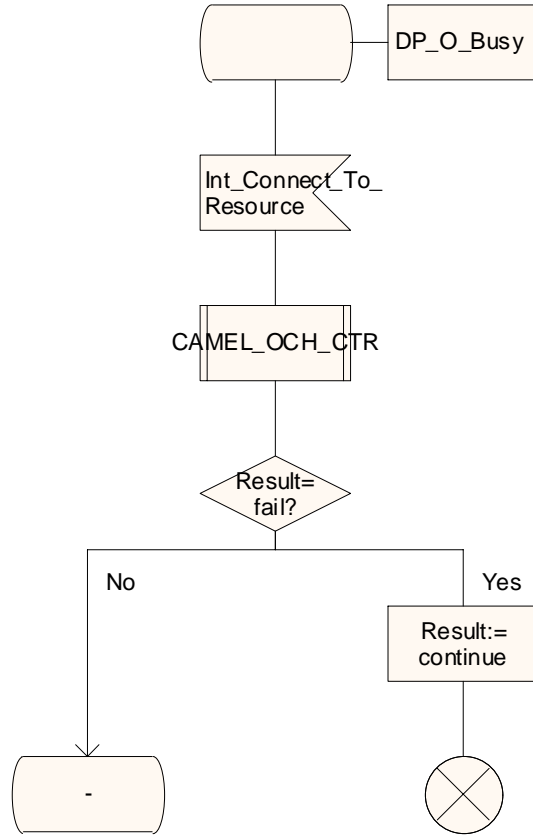 DP_O_Busy
Int_Connect_To_
Resource
CAMEL_OCH_CTR
Result=
fail?
No
Yes
Result:=
continue
-